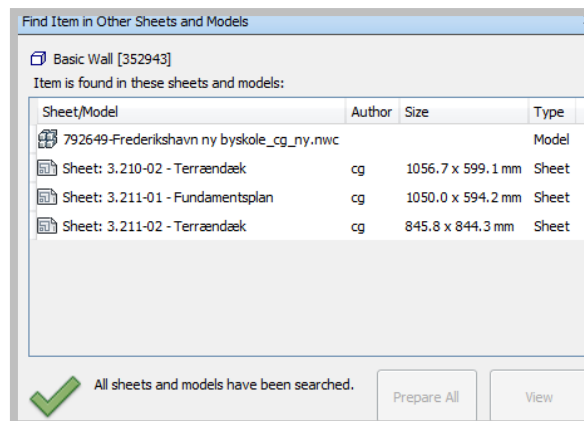 Find Item in Other Sheets and Models
Basic Wall [352943]
Item is found in these sheets and models:
Sheet/Model Author Size Type
792649-Frederikshavn ny byskole_cg_ny.nwc Model
Sheet: 3.210-02 - Terrændæk cg 1056.7 x 599.1 mm Sheet
Sheet: 3.211-01 - Fundamentsplan cg 1050.0 x 594.2 mm Sheet
Sheet: 3.211-02 - Terrændæk cg 845.8 x 844.3 mm Sheet
All sheets and models have been searched.
Prepare All View